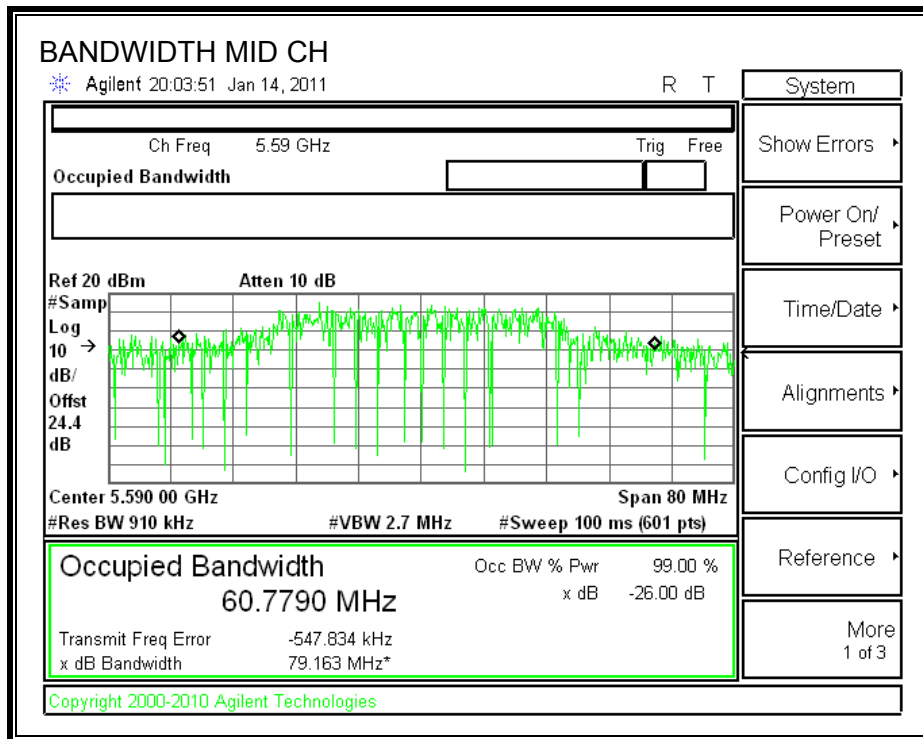 BANDWIDTH MID CH
Agilent 20:03:51 Jan 14, 2011 R T
System
Ch Freq 5.59 GHz Trig Free
Show Errors
Occupied Bandwidth
Power On/
Preset
Ref 20 dBm Atten 10 dB
#Samp
Log
10
dB/
Offst
24.4
dB
Time/Date
Alignments
Config I/O
Center 5.590 00 GHz Span 80 MHz
#Res BW 910 kHz #VBW 2.7 MHz #Sweep 100 ms (601 pts)
Occupied Bandwidth Occ BW % Pwr 99.00 %
60.7790 MHz x dB -26.00 dB
Reference
Transmit Freq Error -547.834 kHz
x dB Bandwidth 79.163 MHz*
More
1 of 3
Copyright 2000-2010 Agilent Technologies